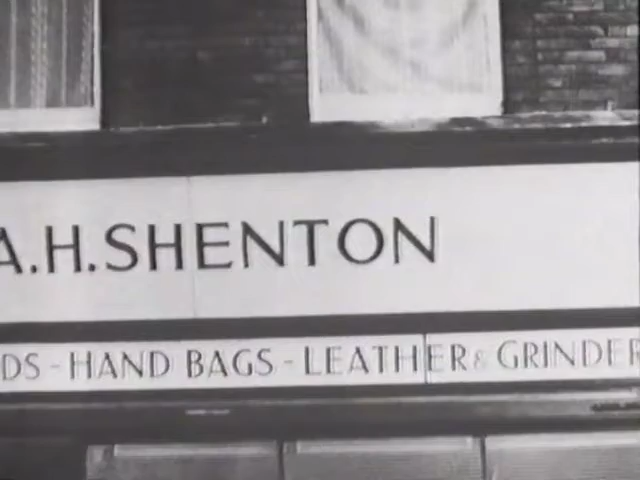 A.H.SHENTON
DS - HAND BAGS - LEATHER & GRINDER